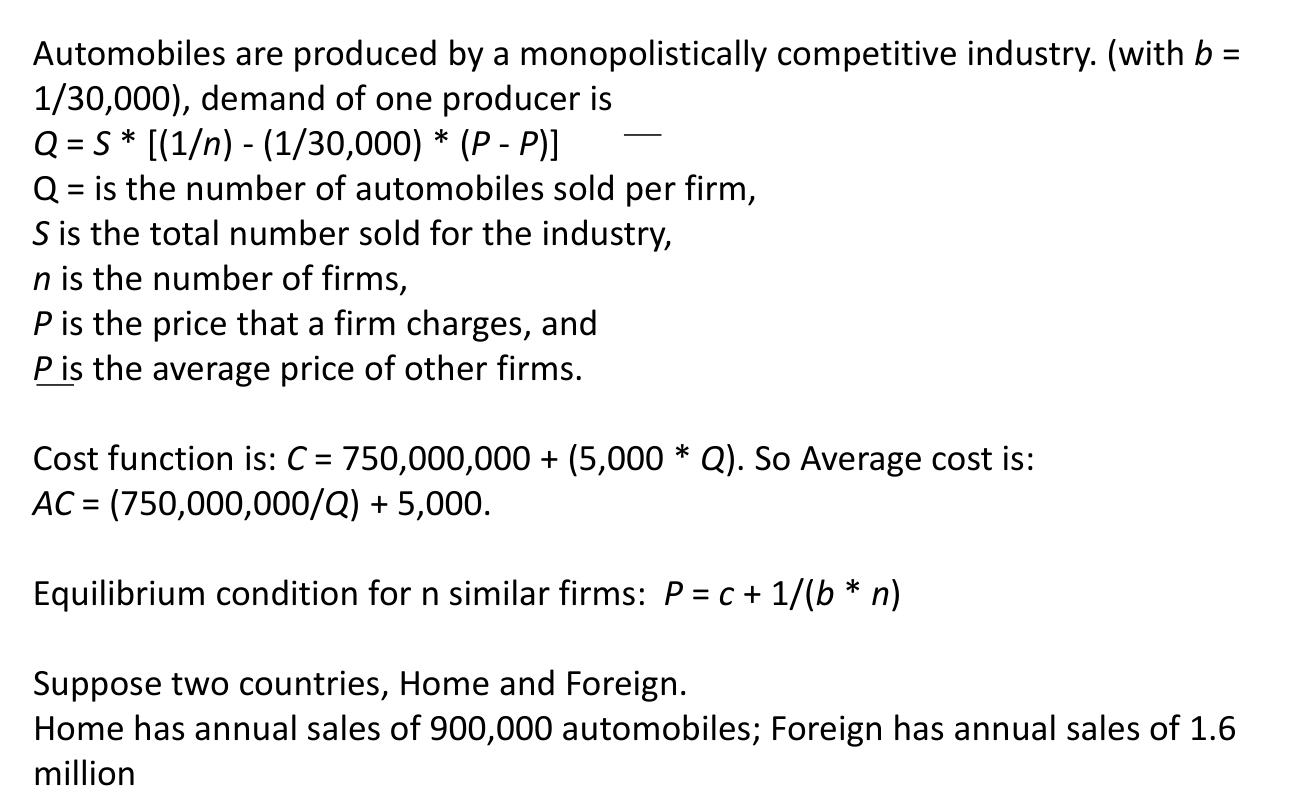 Automobiles are produced by a monopolistically competitive industry. (with b =
1/30,000), demand of one producer is
Q = S * [(1/n) - (1/30,000) * (P - P)]
Q = is the number of automobiles sold per firm,
S is the total number sold for the industry,
n is the number of firms,
P is the price that a firm charges, and
P is the average price of other firms.
Cost function is: C = 750,000,000 + (5,000 * Q). So Average cost is:
AC = (750,000,000/Q) + 5,000.
Equilibrium condition for n similar firms:  P = c + 1/(b * n)
Suppose two countries, Home and Foreign.
Home has annual sales of 900,000 automobiles; Foreign has annual sales of 1.6
million